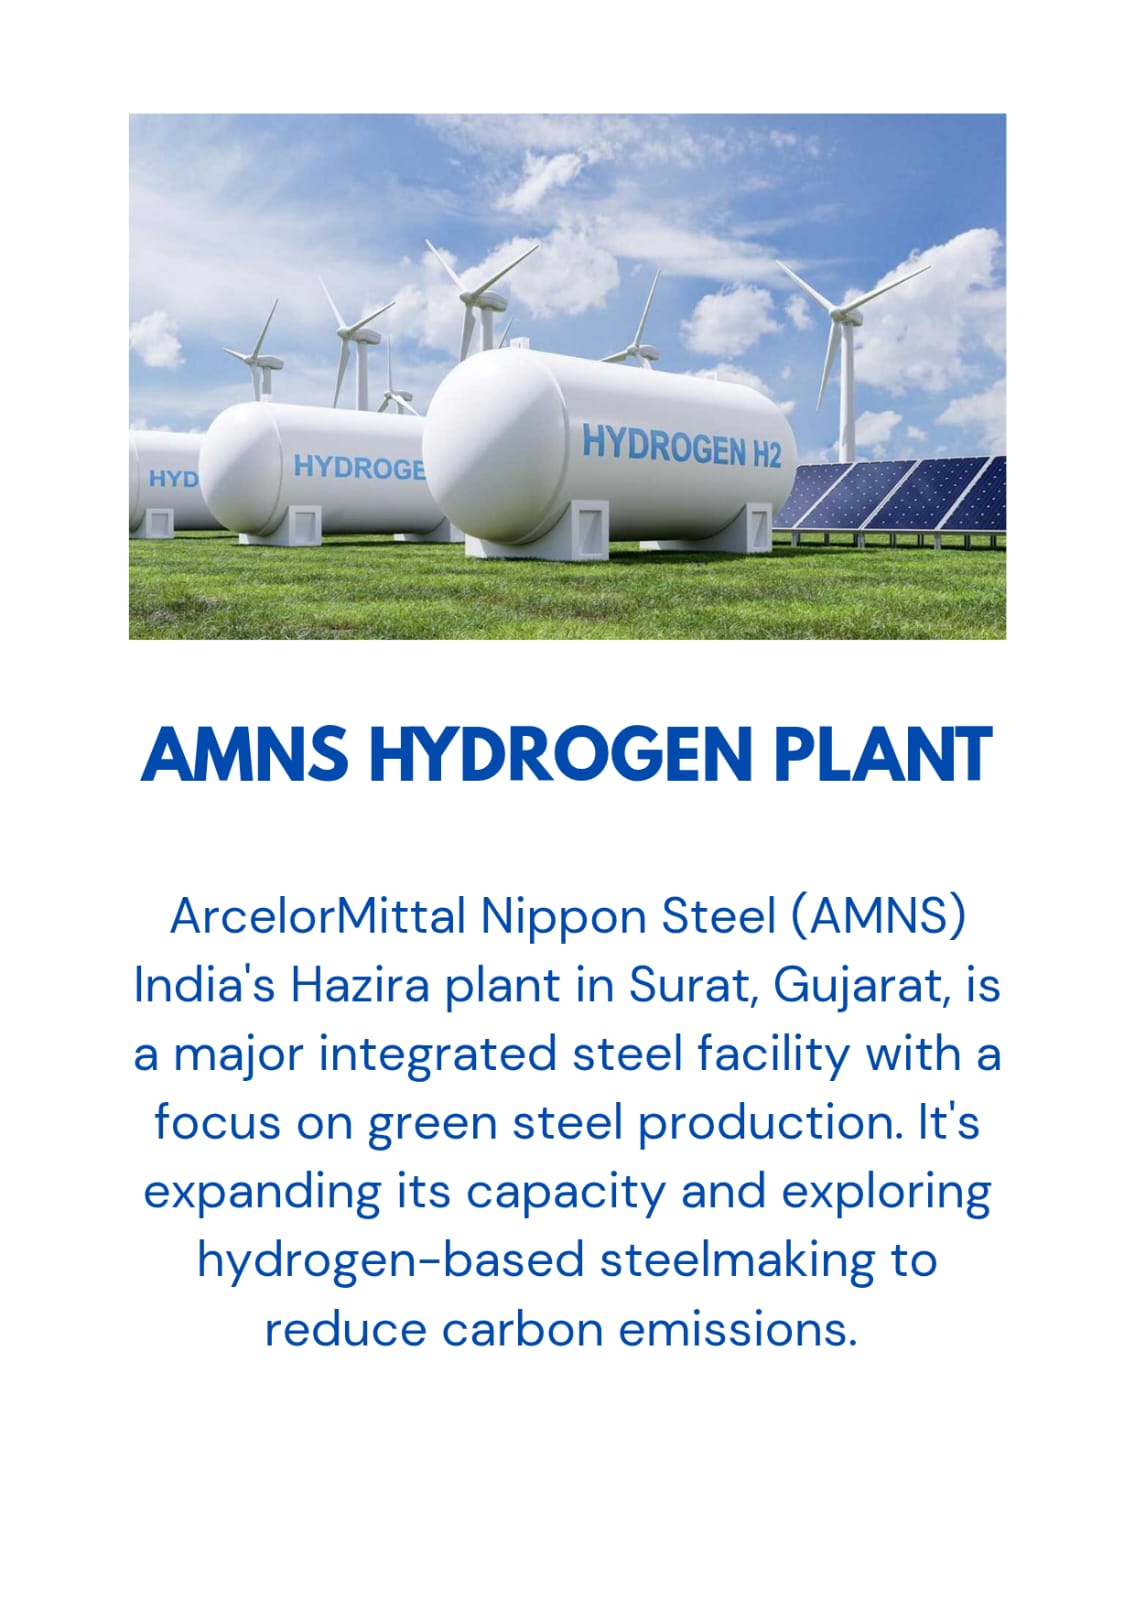 HYD
HYDROGE
HYDROGEN H2
AMNS HYDROGEN PLANT
ArcelorMittal Nippon Steel (AMNS)
India's Hazira plant in Surat, Gujarat, is
a major integrated steel facility with a
focus on green steel production. It's
expanding its capacity and exploring
hydrogen-based steelmaking to
reduce carbon emissions.